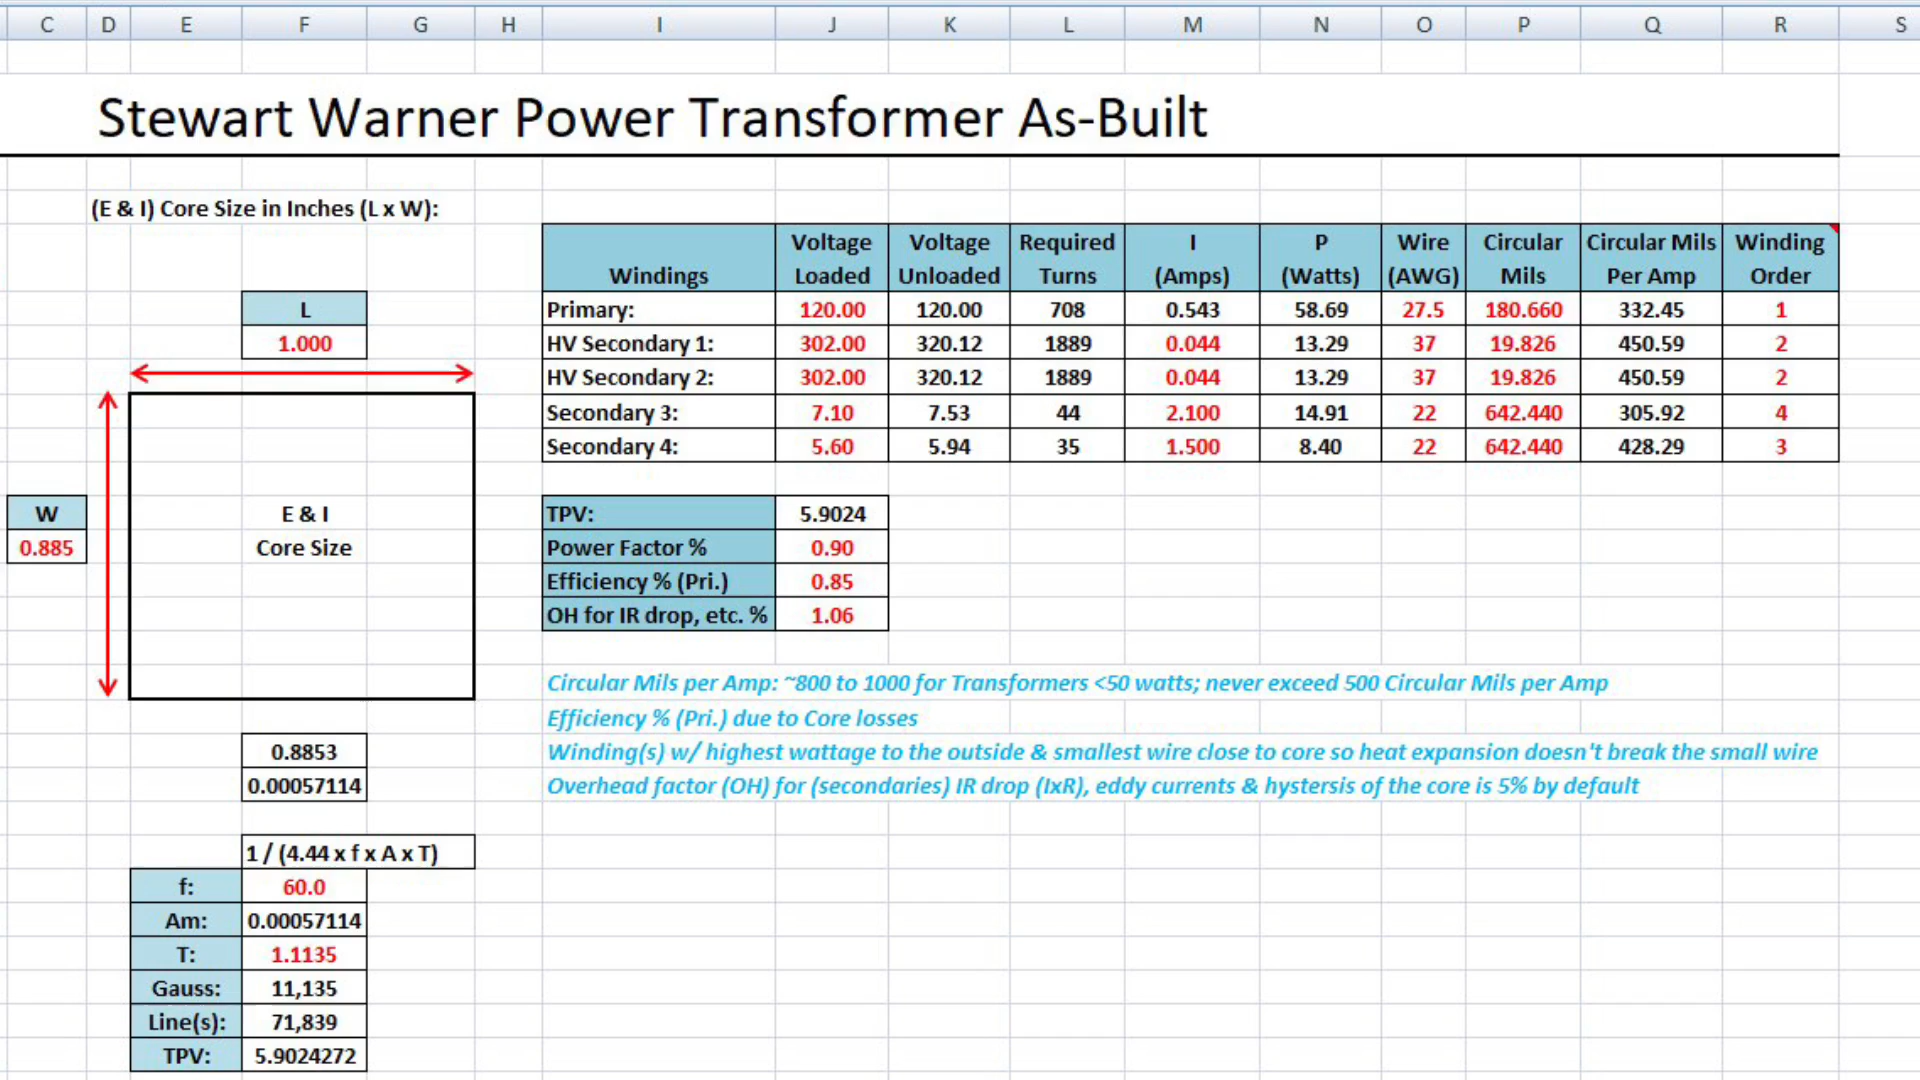 C D E F G H I J K L M N O P Q R S
Stewart Warner Power Transformer As-Built
(E & I) Core Size in Inches (L x W):
L
1.000
W
0.885
E & I
Core Size
0.8853
0.00057114
1 / (4.44 x f x A x T)
f: 60.0
Am: 0.00057114
T: 1.1135
Gauss: 11,135
Line(s): 71,839
TPV: 5.9024272
Windings Voltage Loaded Voltage Unloaded Required Turns I (Amps) P (Watts) Wire (AWG) Circular Mils Circular Mils Per Amp Winding Order
Primary: 120.00 120.00 708 0.543 58.69 27.5 180.660 332.45 1
HV Secondary 1: 302.00 320.12 1889 0.044 13.29 37 19.826 450.59 2
HV Secondary 2: 302.00 320.12 1889 0.044 13.29 37 19.826 450.59 2
Secondary 3: 7.10 7.53 44 2.100 14.91 22 642.440 305.92 4
Secondary 4: 5.60 5.94 35 1.500 8.40 22 642.440 428.29 3
TPV: 5.9024
Power Factor % 0.90
Efficiency % (Pri.) 0.85
OH for IR drop, etc. % 1.06
Circular Mils per Amp: ~800 to 1000 for Transformers <50 watts; never exceed 500 Circular Mils per Amp
Efficiency % (Pri.) due to Core losses
Winding(s) w/ highest wattage to the outside & smallest wire close to core so heat expansion doesn't break the small wire
Overhead factor (OH) for (secondaries) IR drop (IxR), eddy currents & hystersis of the core is 5% by default